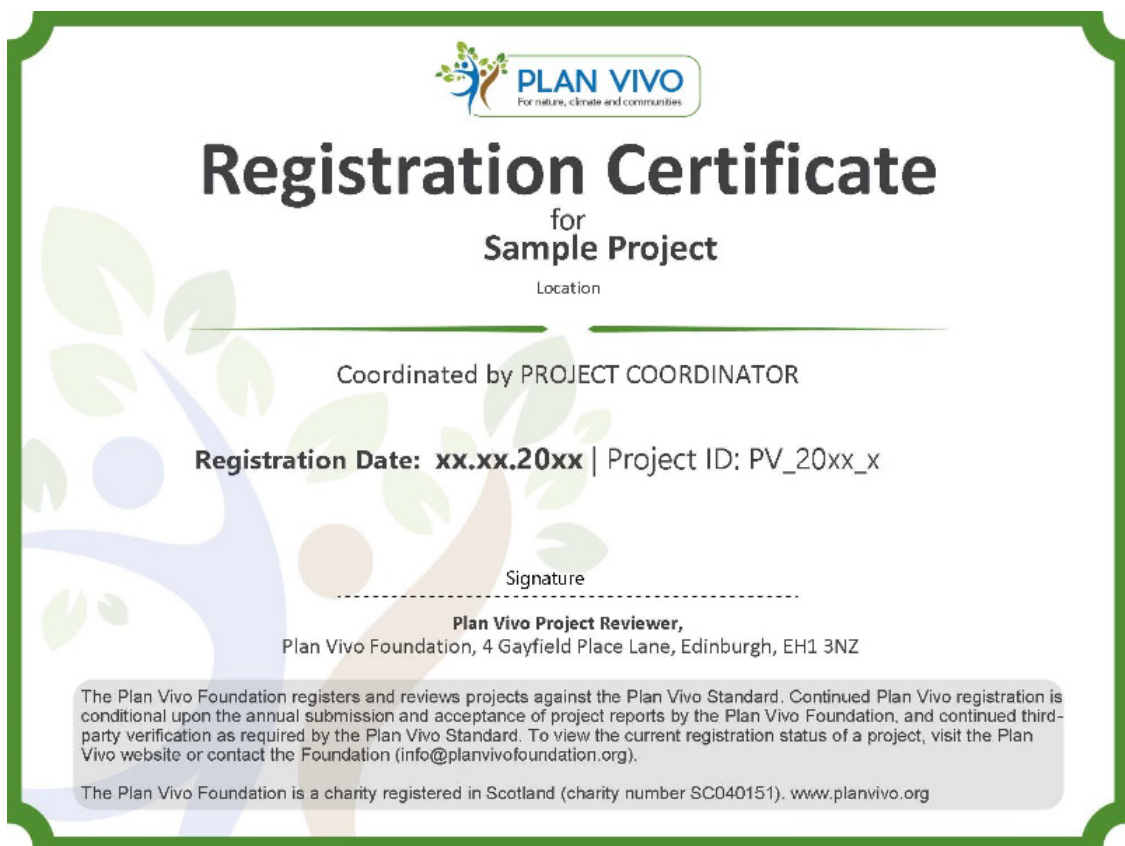 PLAN VIVO
For nature, climate and communities
Registration Certificate
for
Sample Project
Location
Coordinated by PROJECT COORDINATOR
Registration Date: xx.xx.20xx | Project ID: PV_20xx_x
Signature
Plan Vivo Project Reviewer,
Plan Vivo Foundation, 4 Gayfield Place Lane, Edinburgh, EH1 3NZ
The Plan Vivo Foundation registers and reviews projects against the Plan Vivo Standard. Continued Plan Vivo registration is
conditional upon the annual submission and acceptance of project reports by the Plan Vivo Foundation, and continued third-
party verification as required by the Plan Vivo Standard. To view the current registration status of a project, visit the Plan
Vivo website or contact the Foundation (info@planvivofoundation.org).
The Plan Vivo Foundation is a charity registered in Scotland (charity number SC040151). www.planvivo.org